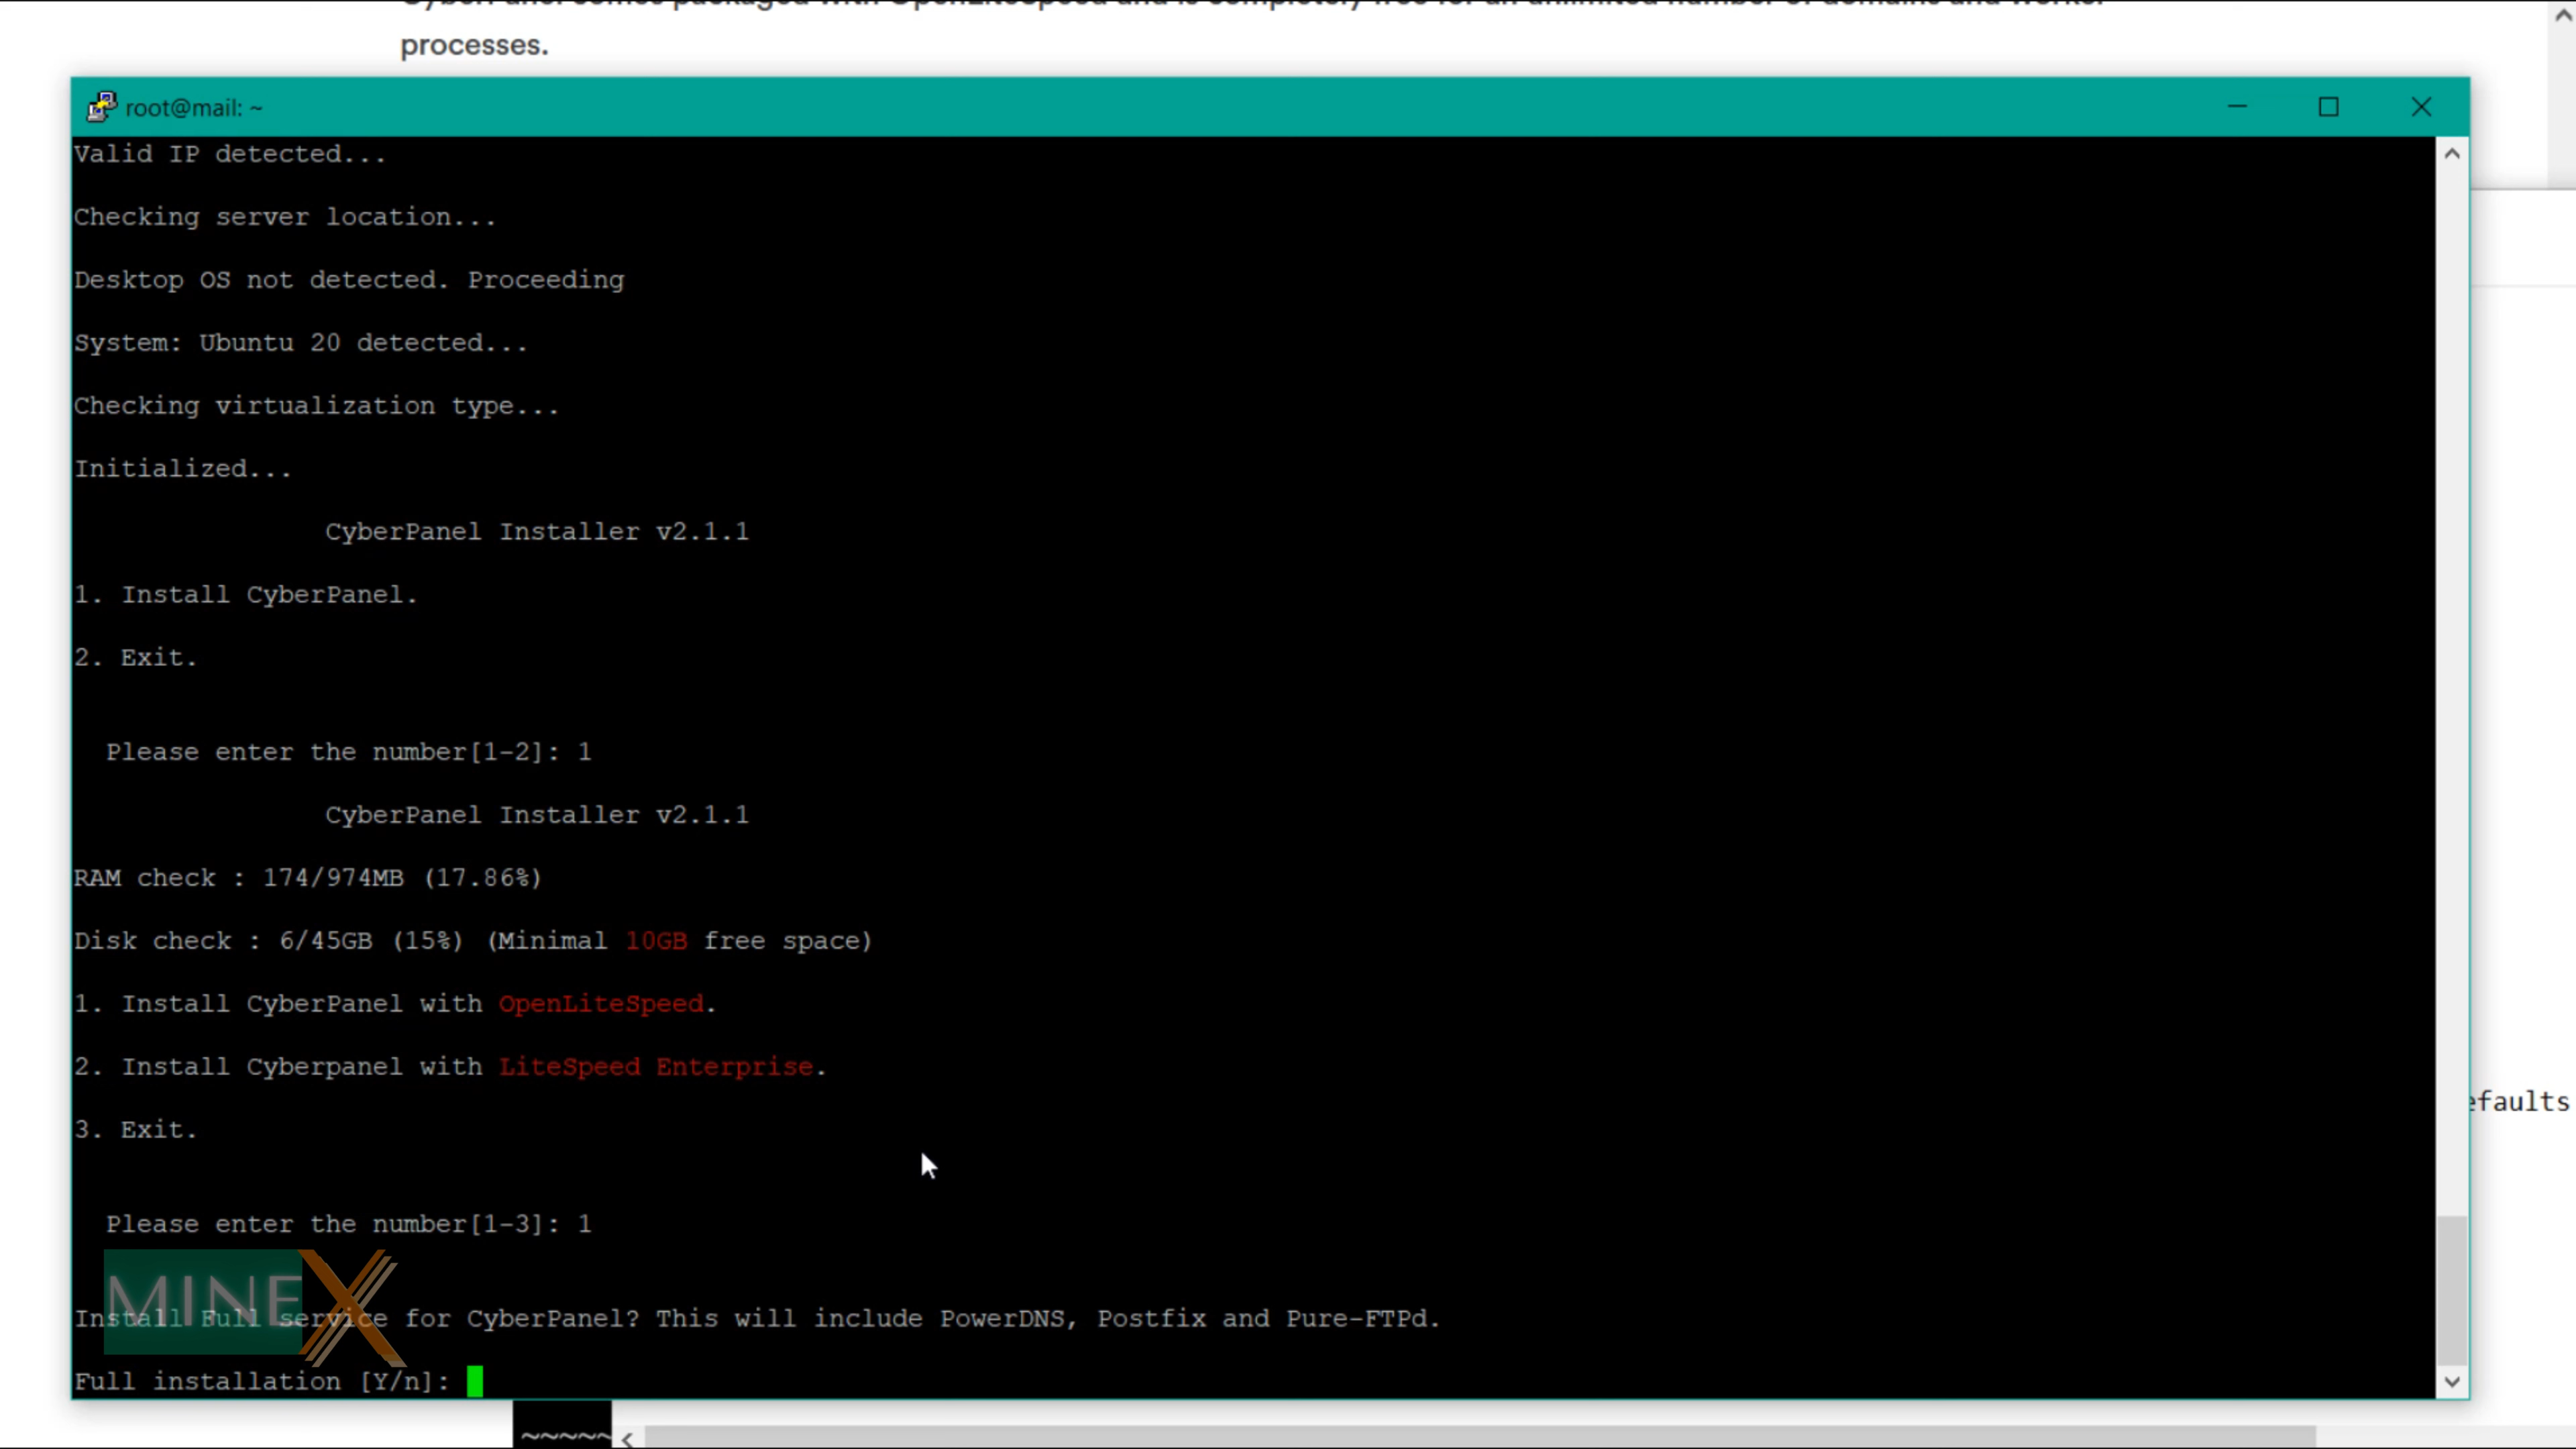 processes.
root@mail: ~
Valid IP detected...
Checking server location...
Desktop OS not detected. Proceeding
System: Ubuntu 20 detected...
Checking virtualization type...
Initialized...
CyberPanel Installer v2.1.1
1. Install CyberPanel.
2. Exit.
Please enter the number[1-2]: 1
CyberPanel Installer v2.1.1
RAM check : 174/974MB (17.86%)
Disk check : 6/45GB (15%) (Minimal 10GB free space)
1. Install CyberPanel with OpenLiteSpeed.
2. Install Cyberpanel with LiteSpeed Enterprise.
3. Exit.
Please enter the number[1-3]: 1
MINEX
Install Full service for CyberPanel? This will include PowerDNS, Postfix and Pure-FTPd.
Full installation [Y/n]:
efaults
~~~~~